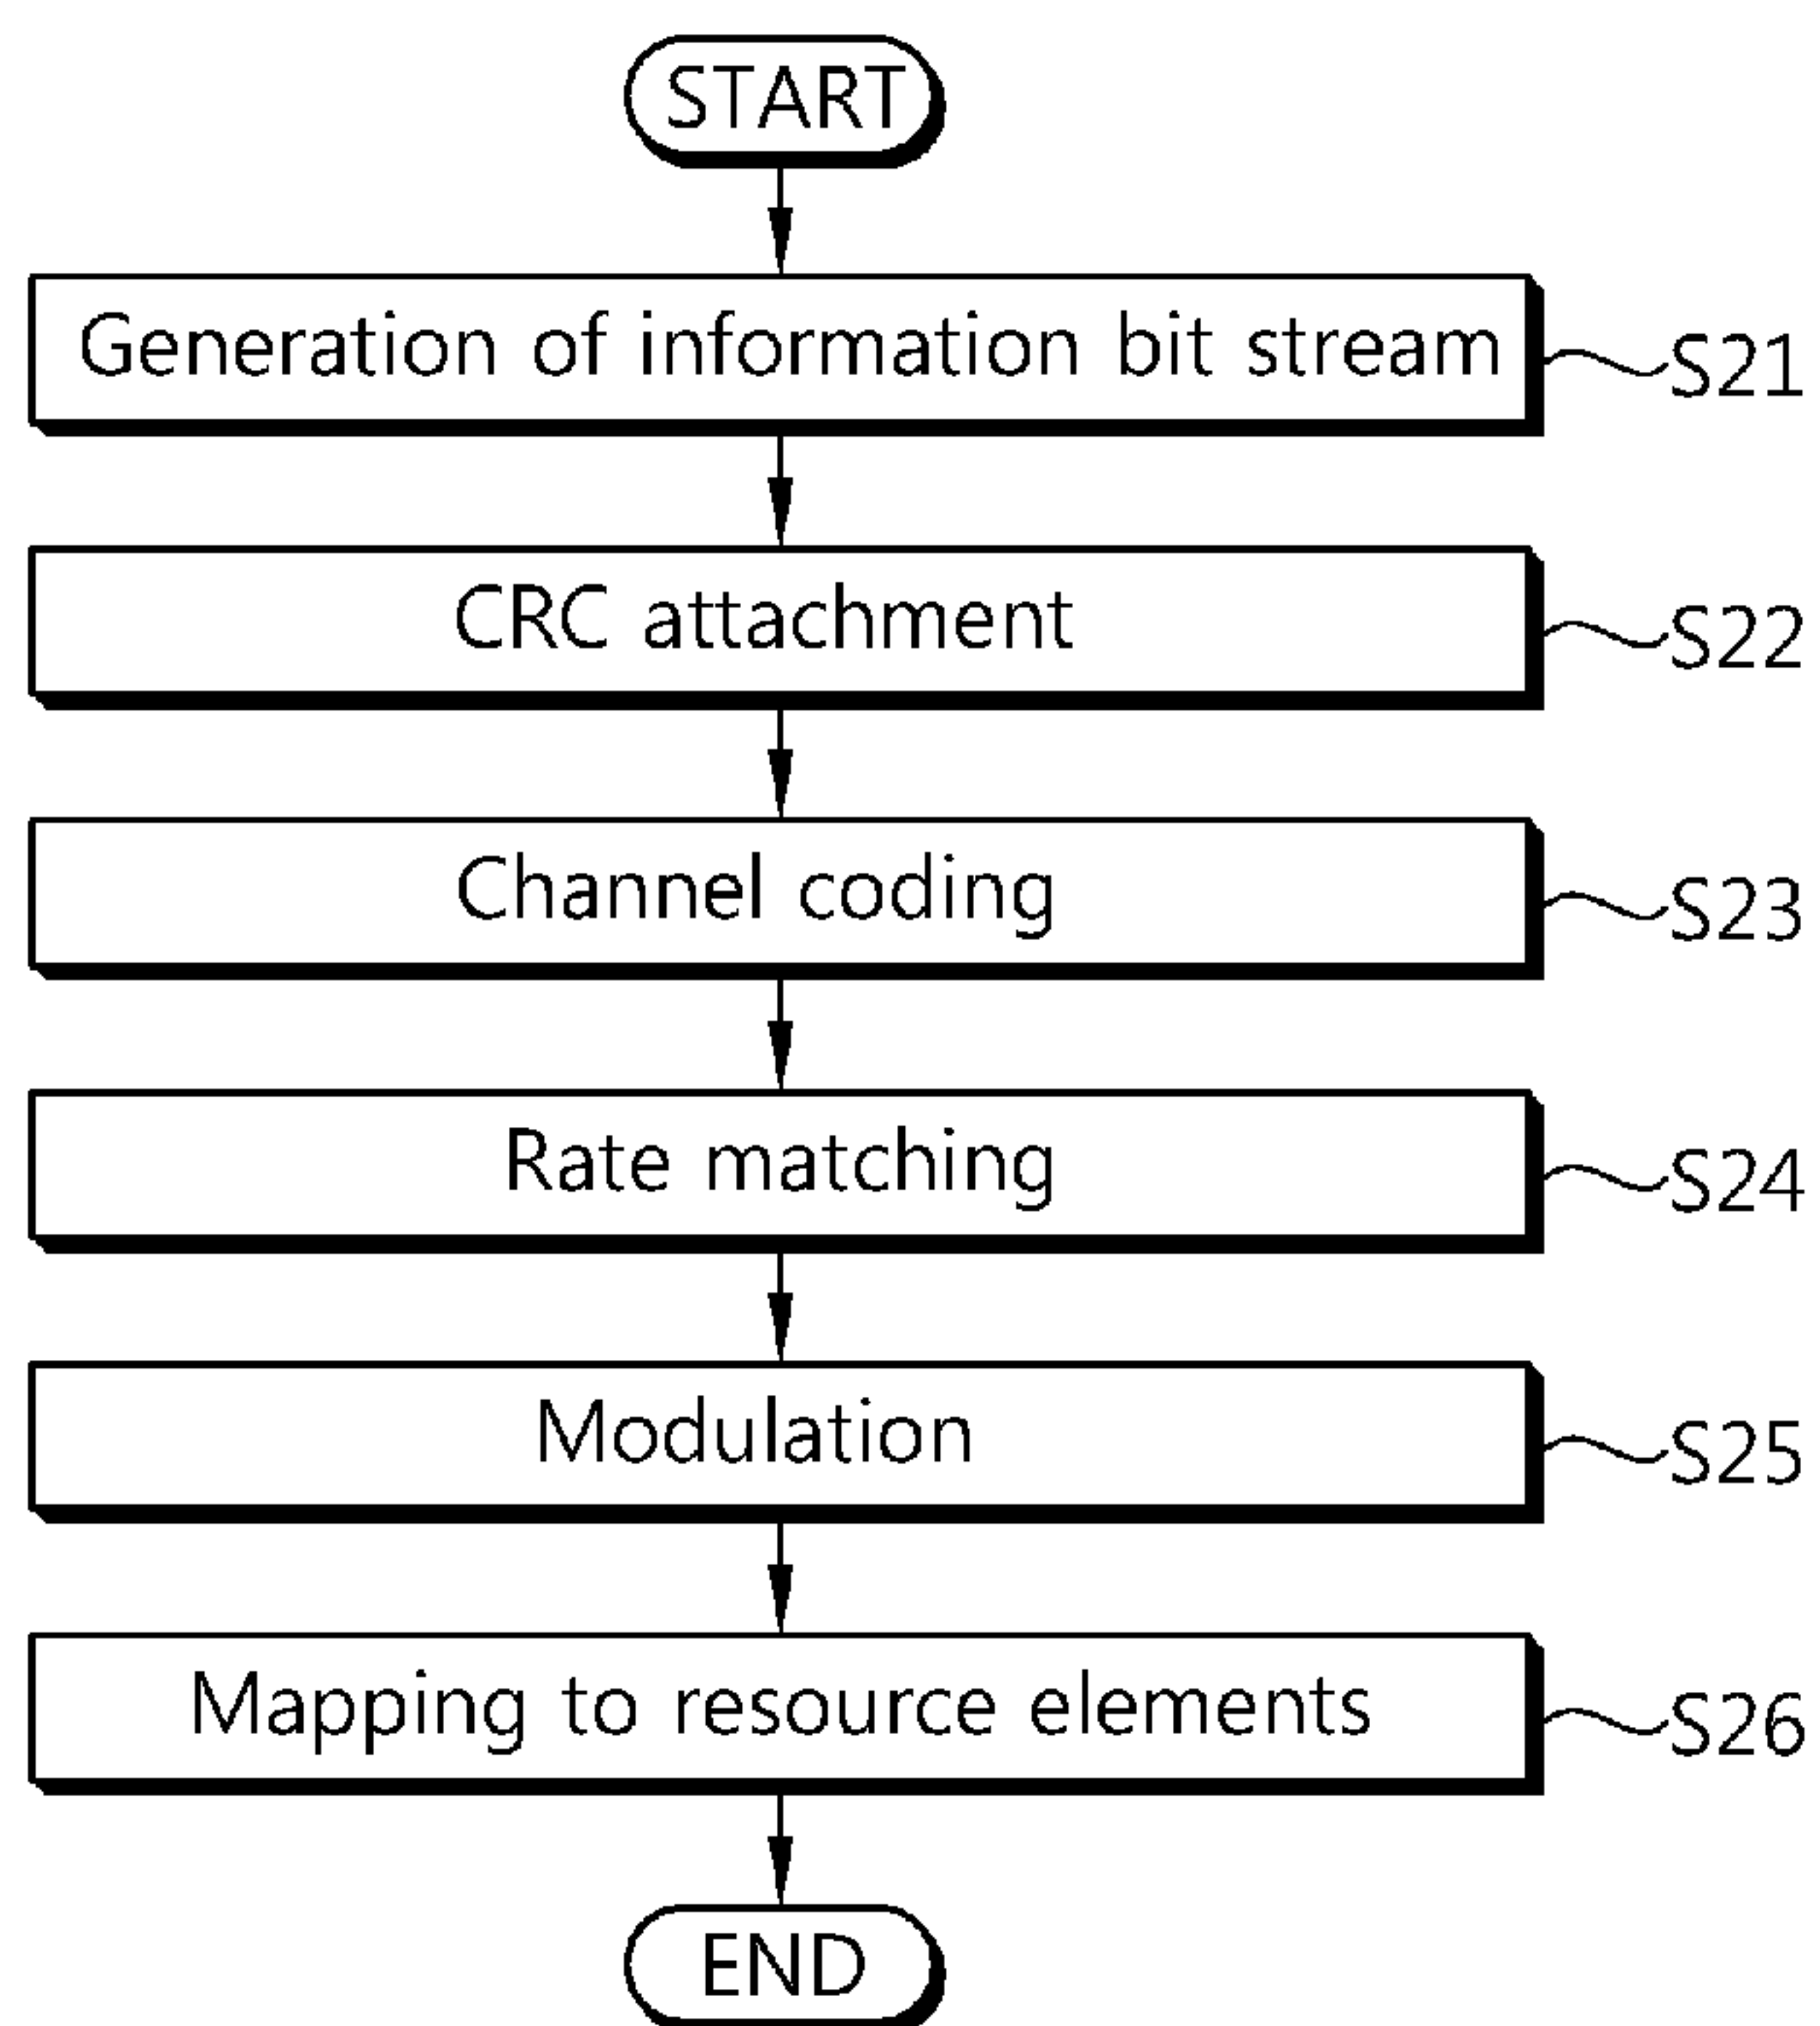 START
Generation of information bit stream
S21
CRC attachment
S22
Channel coding
S23
Rate matching
S24
Modulation
S25
Mapping to resource elements
S26
END